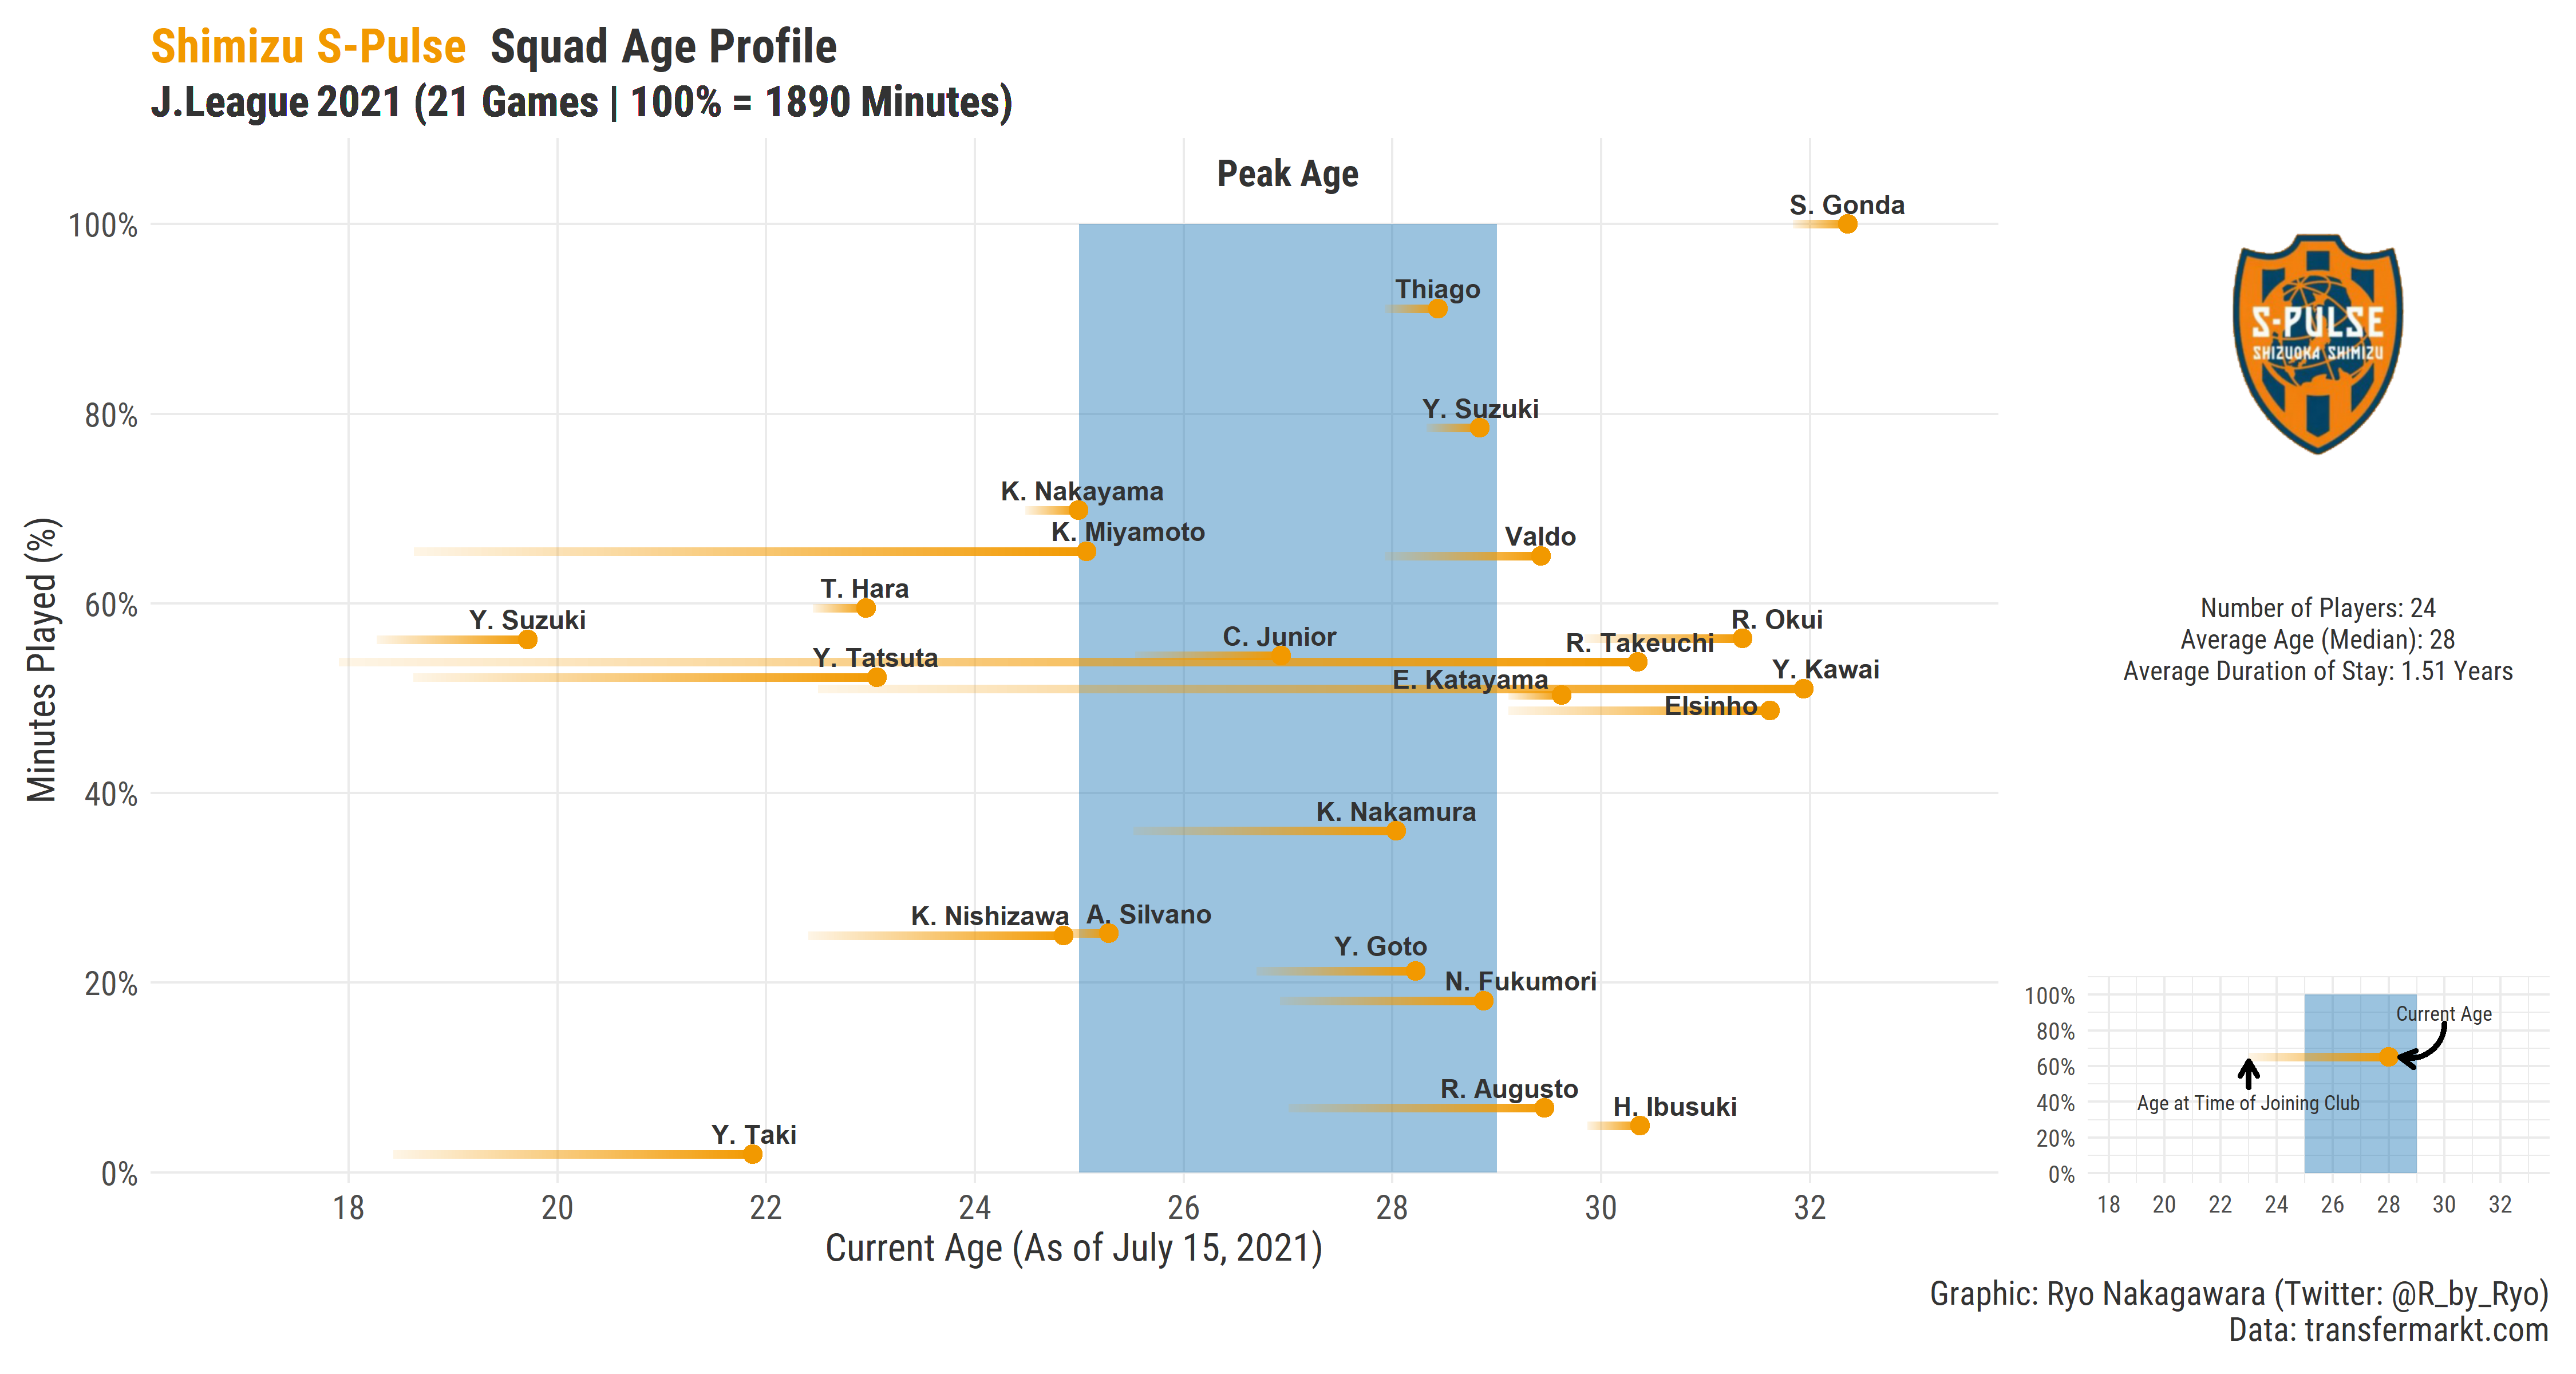 Shimizu S-Pulse Squad Age Profile
J.League 2021 (21 Games | 100% = 1890 Minutes)
Peak Age
S. Gonda
Thiago
Y. Suzuki
K. Nakayama
K. Miyamoto
Valdo
T. Hara
Y. Suzuki
R. Okui
C. Junior
R. Takeuchi
Y. Tatsuta
Y. Kawai
E. Katayama
Elsinho
K. Nakamura
K. Nishizawa
A. Silvano
Y. Goto
N. Fukumori
R. Augusto
H. Ibusuki
Y. Taki
100%
80%
60%
40%
20%
0%
Minutes Played (%)
18 20 22 24 26 28 30 32
Current Age (As of July 15, 2021)
S-PULSE
SHIZUOKA SHIMIZU
Number of Players: 24
Average Age (Median): 28
Average Duration of Stay: 1.51 Years
100%
80%
60%
40%
20%
0%
Current Age
Age at Time of Joining Club
18 20 22 24 26 28 30 32
Graphic: Ryo Nakagawara (Twitter: @R_by_Ryo)
Data: transfermarkt.com